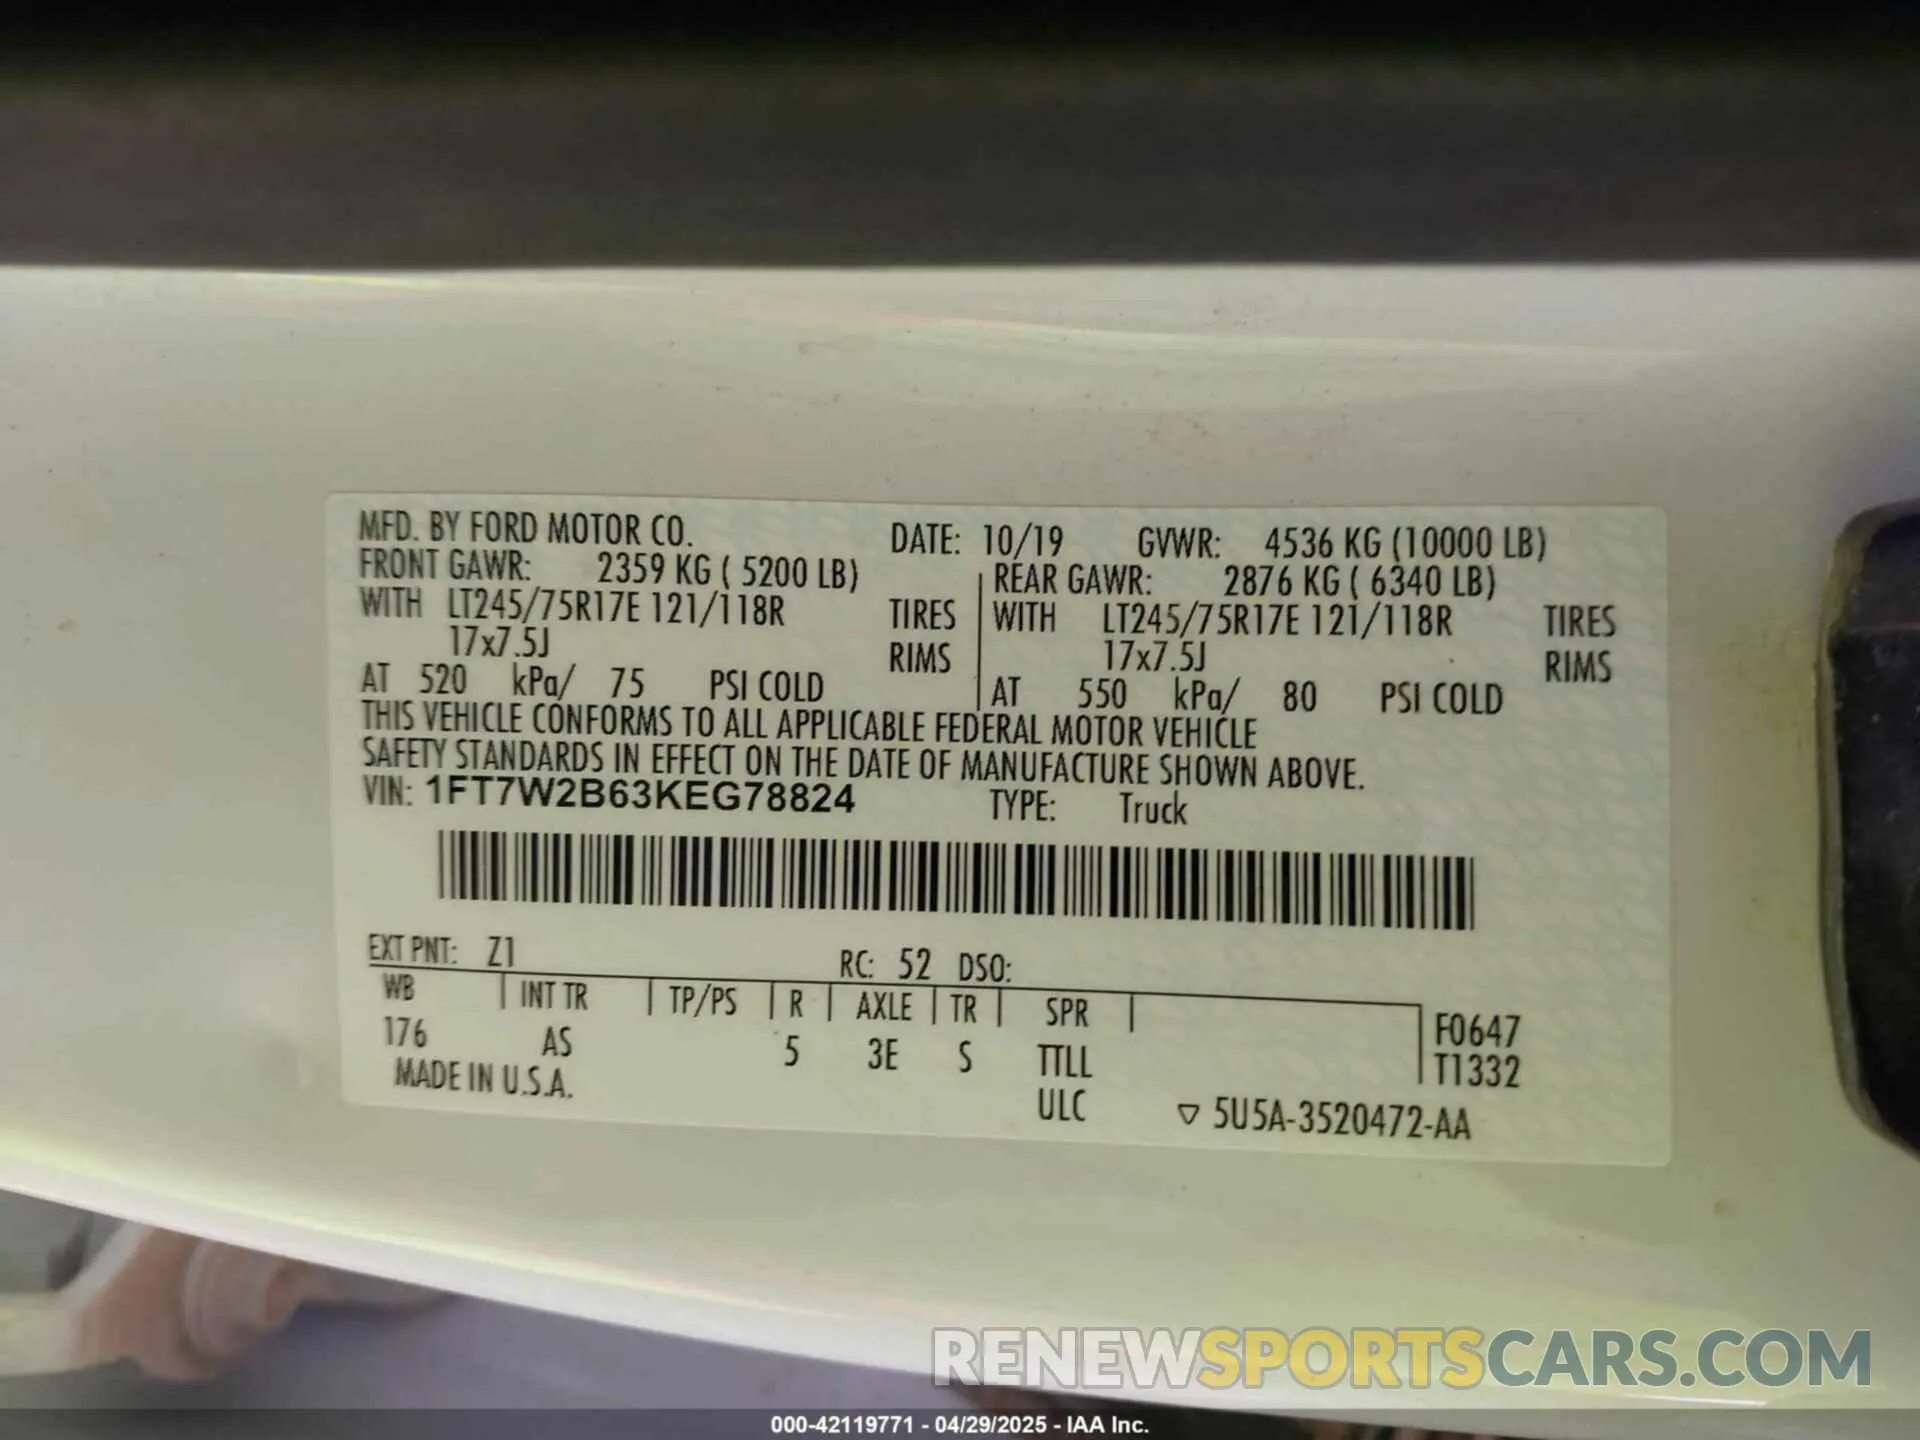 MFD. BY FORD MOTOR CO. DATE: 10/19 GVWR: 4536 KG (10000 LB)
FRONT GAWR: 2359 KG ( 5200 LB) REAR GAWR: 2876 KG ( 6340 LB)
WITH LT245/75R17E 121/118R TIRES WITH LT245/75R17E 121/118R TIRES
17x7.5J RIMS 17x7.5J RIMS
AT 520 kPa/ 75 PSI COLD AT 550 kPa/ 80 PSI COLD
THIS VEHICLE CONFORMS TO ALL APPLICABLE FEDERAL MOTOR VEHICLE
SAFETY STANDARDS IN EFFECT ON THE DATE OF MANUFACTURE SHOWN ABOVE.
VIN: 1FT7W2B63KEG78824 TYPE: Truck
EXT PNT: Z1 RC: 52 DSO:
WB INT TR TP/PS R AXLE TR SPR F0647
176 AS 5 3E S TTLL T1332
MADE IN U.S.A. ULC ▽ 5U5A-3520472-AA
RENEWSPORTSCARS.COM
000-42119771 - 04/29/2025 - IAA Inc.